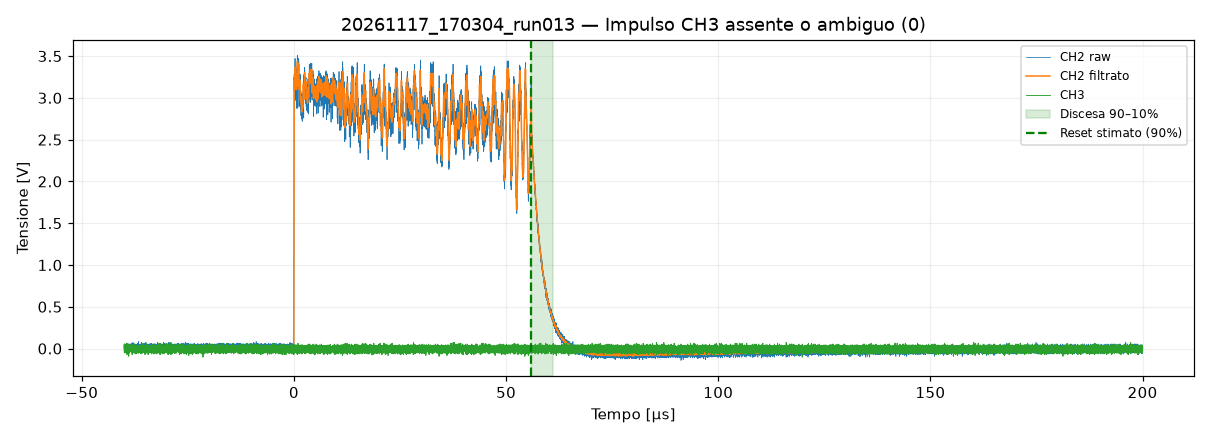 20261117_170304_run013 — Impulso CH3 assente o ambiguo (0)
CH2 raw
CH2 filtrato
CH3
Discesa 90–10%
Reset stimato (90%)
Tensione [V]
3.5
3.0
2.5
2.0
1.5
1.0
0.5
0.0
−50
0
50
100
150
200
Tempo [µs]